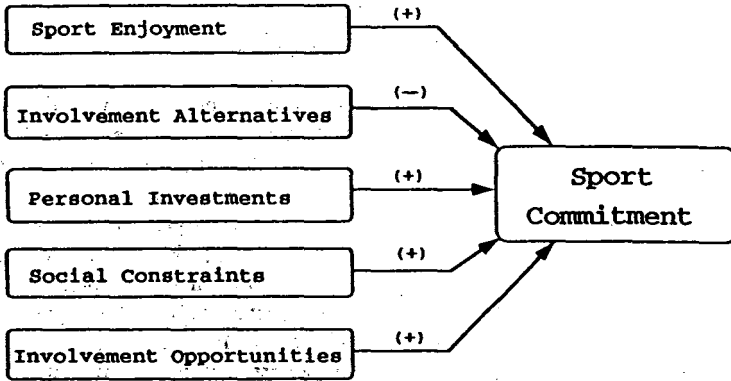 Sport Enjoyment
(+)
Involvement Alternatives
(−)
Personal Investments
(+)
Sport
Commitment
Social Constraints
(+)
Involvement Opportunities
(+)